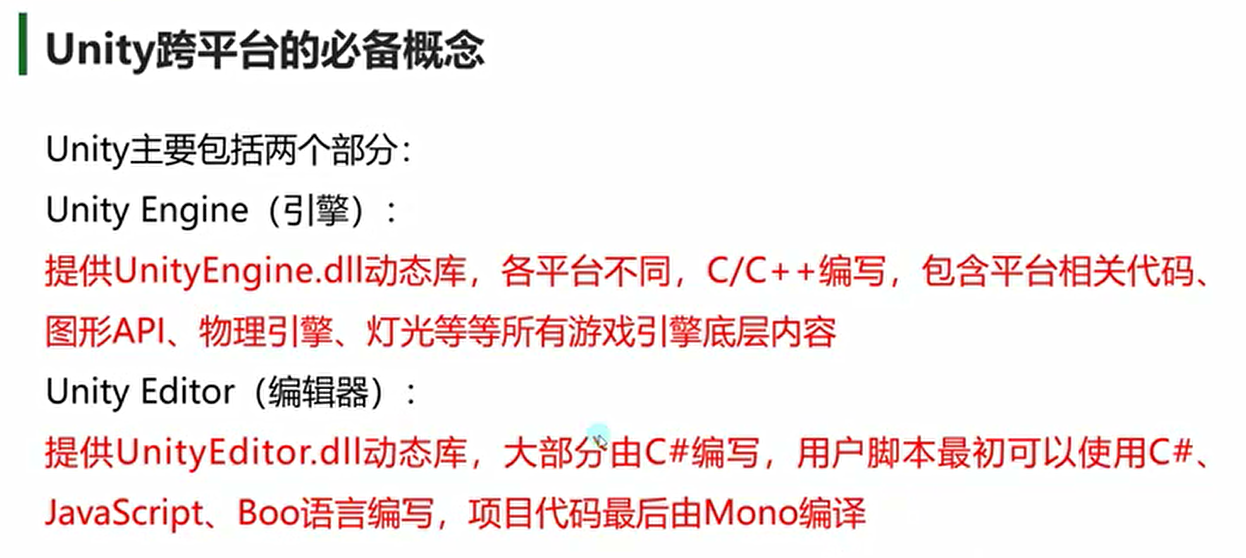 Unity跨平台的必备概念
Unity主要包括两个部分：
Unity Engine（引擎）：
提供UnityEngine.dll动态库，各平台不同，C/C++编写，包含平台相关代码、
图形API、物理引擎、灯光等等所有游戏引擎底层内容
Unity Editor（编辑器）：
提供UnityEditor.dll动态库，大部分由C#编写，用户脚本最初可以使用C#、
JavaScript、Boo语言编写，项目代码最后由Mono编译